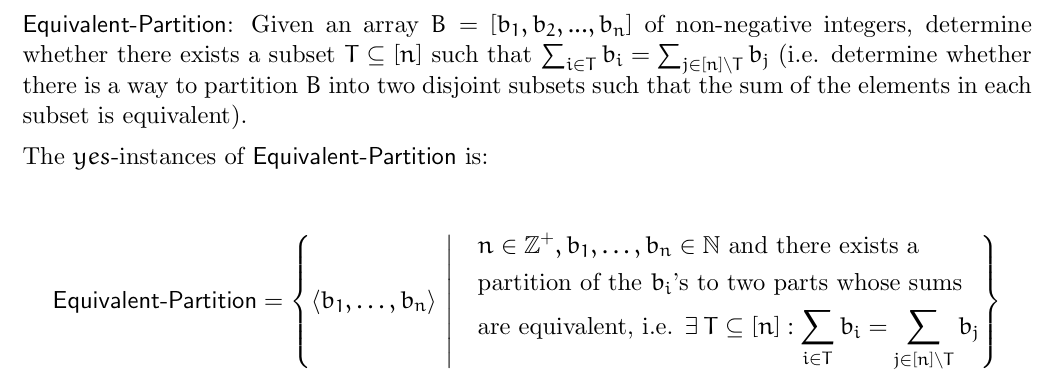 Equivalent-Partition: Given an array B = [b₁, b₂, ..., bₙ] of non-negative integers, determine
whether there exists a subset T ⊆ [n] such that ∑_{i∈T} bᵢ = ∑_{j∈[n]\T} bⱼ (i.e. determine whether
there is a way to partition B into two disjoint subsets such that the sum of the elements in each
subset is equivalent).
The yes-instances of Equivalent-Partition is:
Equivalent-Partition = { ⟨b₁, . . . , bₙ⟩ | n ∈ ℤ⁺, b₁, . . . , bₙ ∈ ℕ and there exists a
partition of the bᵢ's to two parts whose sums
are equivalent, i.e. ∃ T ⊆ [n] : ∑_{i∈T} bᵢ = ∑_{j∈[n]\T} bⱼ }